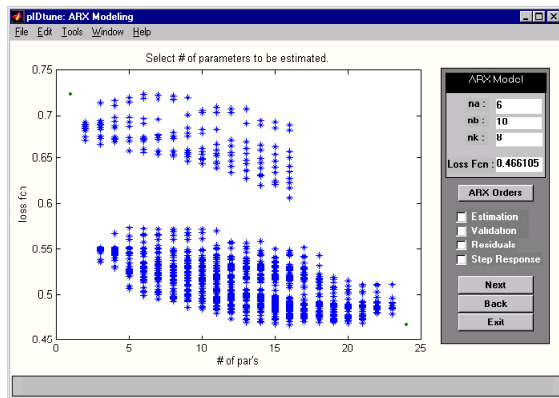 pIDtune: ARX Modeling
File Edit Tools Window Help
Select # of parameters to be estimated.
0.75
0.7
0.65
0.6
0.55
0.5
0.45
0
5
10
15
20
25
loss fcn
# of par's
ARX Model
na : 6
nb : 10
nk : 8
Loss Fcn : 0.466105
ARX Orders
Estimation
Validation
Residuals
Step Response
Next
Back
Exit